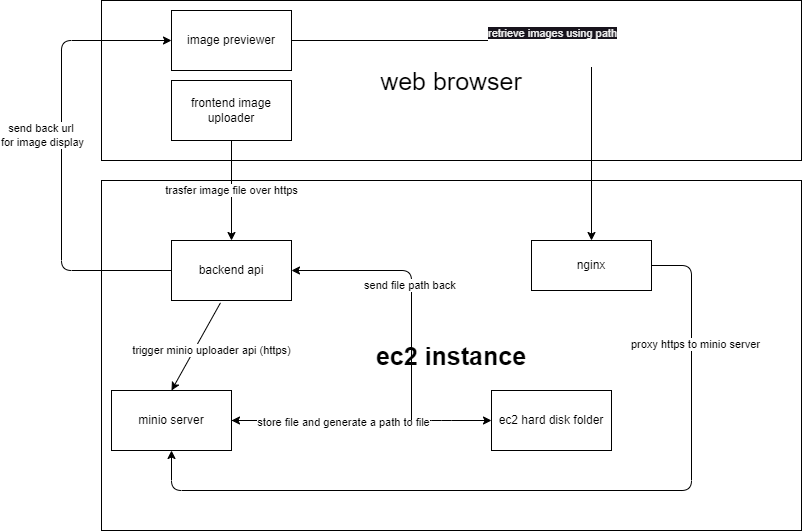 image previewer
retrieve images using path
web browser
frontend image
uploader
send back url
for image display
trasfer image file over https
backend api
nginx
send file path back
trigger minio uploader api (https)
ec2 instance
proxy https to minio server
minio server
store file and generate a path to file
ec2 hard disk folder